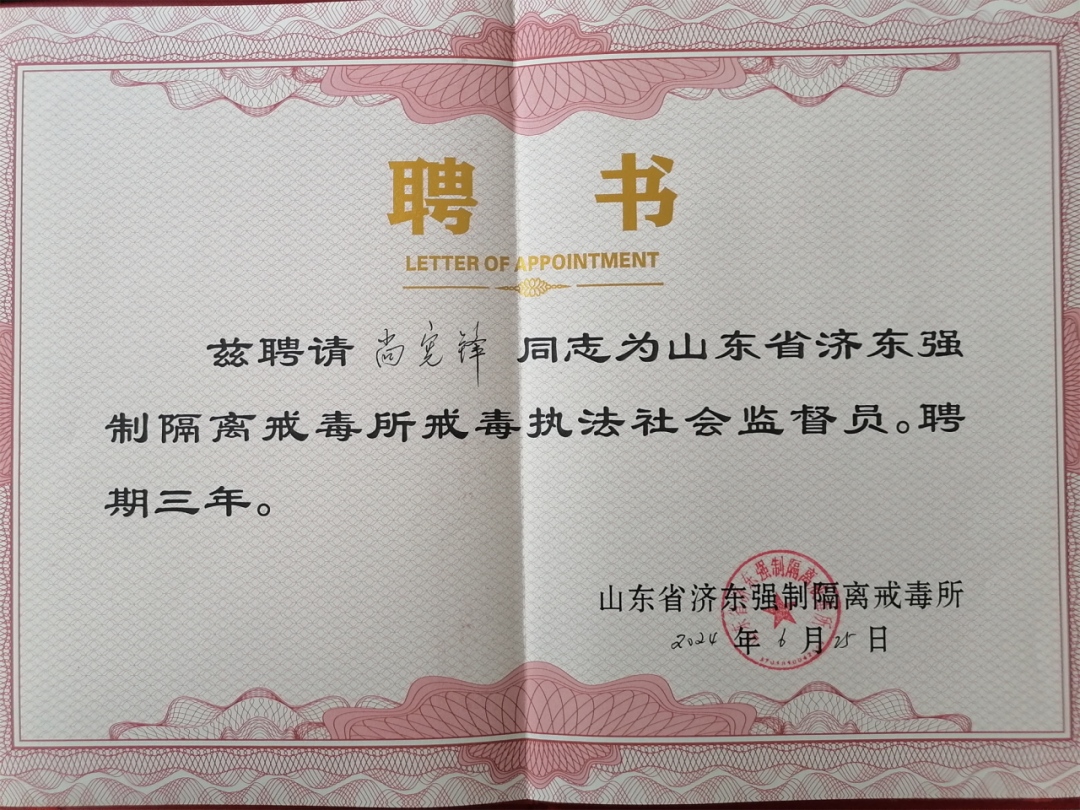 聘 书
LETTER OF APPOINTMENT
兹聘请 尚宪锋 同志为山东省济东强
制隔离戒毒所戒毒执法社会监督员。聘
期三年。
山东省济东强制隔离戒毒所
2024 年 6 月 25 日